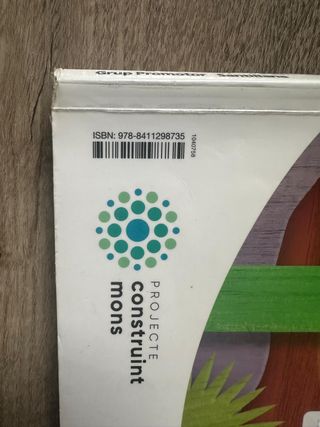 Grup Promotor Santillana
ISBN: 978-8411298735
1040758
PROJECTE
construint
mons